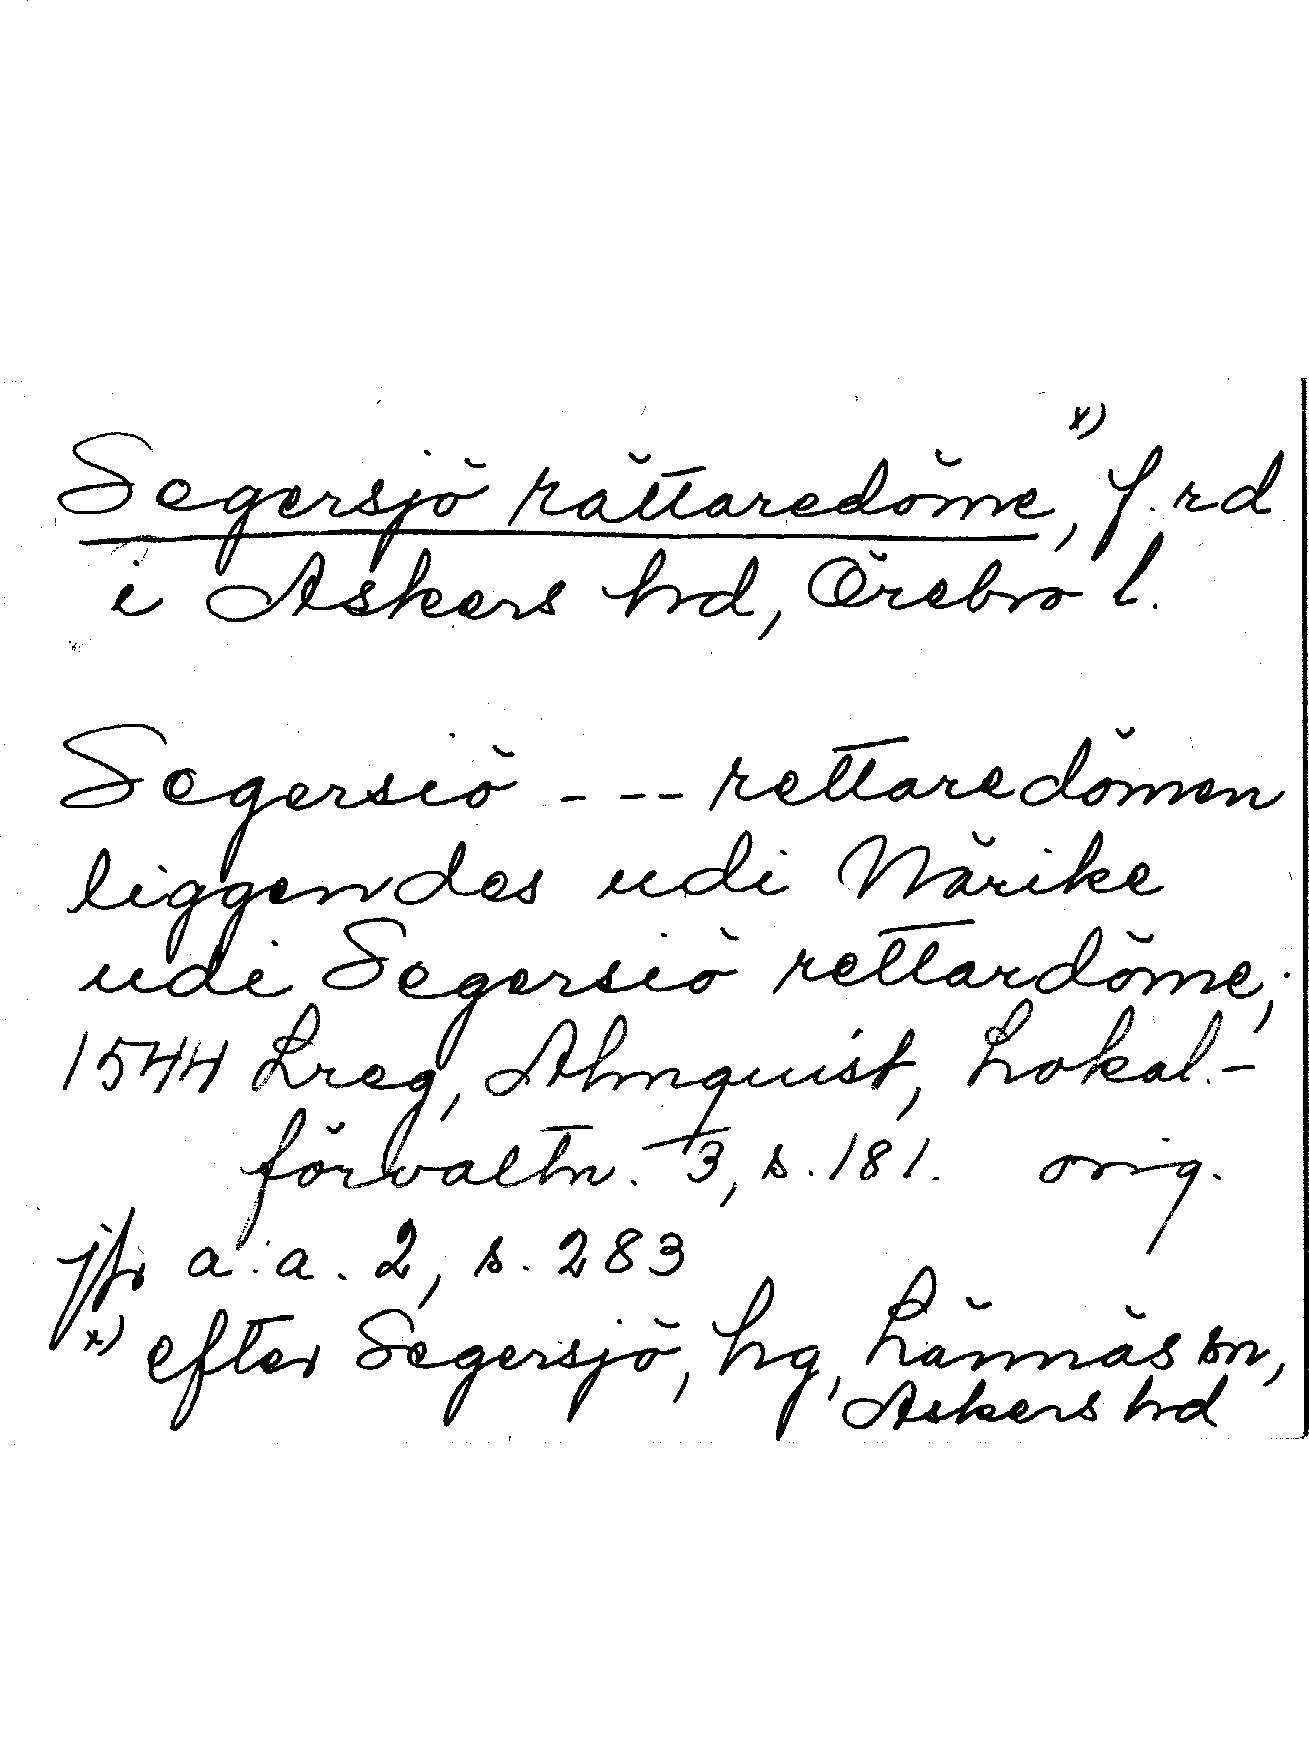 Segersjö rättaredöme, x) f. rd
i Askers hd, Örebro l.
Segersiö --- rettaredömen
liggendes udi Närike
udi Segersiö rettardöme;
1544 Lreg, Almquist, Lokal-
förvaltn. 3, s. 181. orig.
jfr a. a. 2, s. 283
x) efter Segersjö, hg, Lännäs sn,
Askers hd